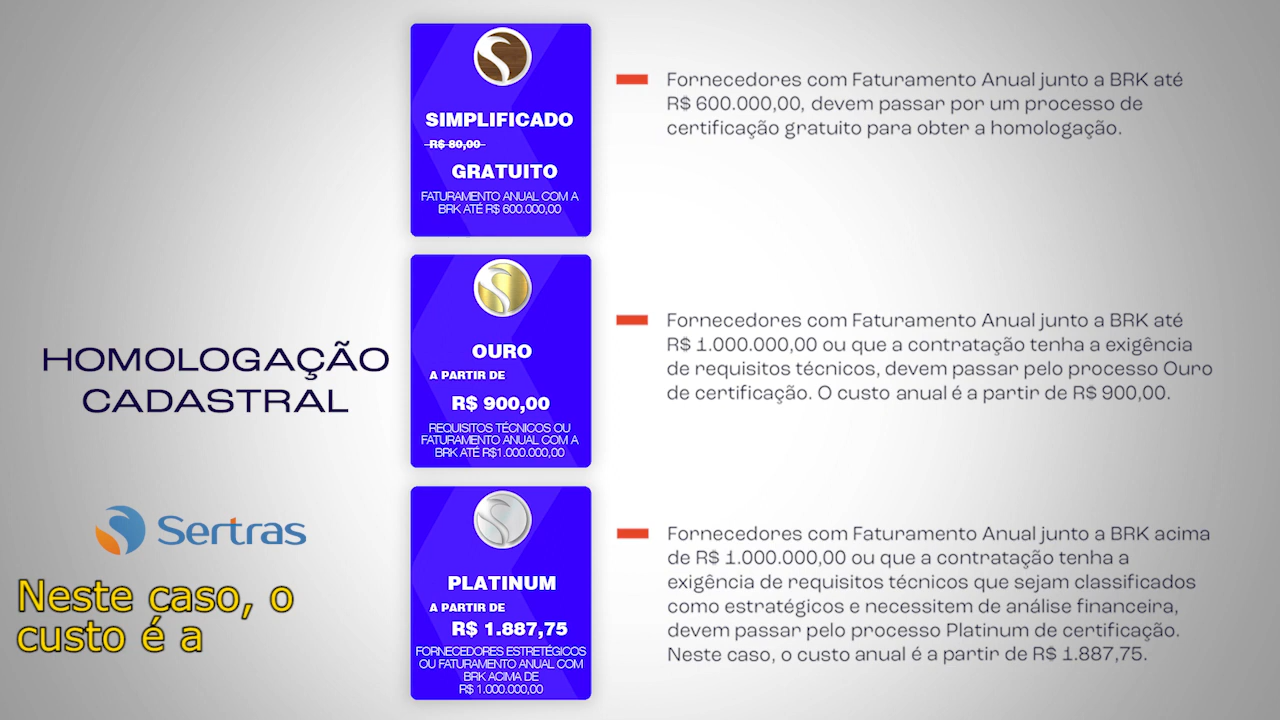 HOMOLOGAÇÃO
CADASTRAL
Sertras
Neste caso, o
custo é a
SIMPLIFICADO
R$ 80,00
GRATUITO
FATURAMENTO ANUAL COM A
BRK ATÉ R$ 600.000,00
Fornecedores com Faturamento Anual junto a BRK até
R$ 600.000,00, devem passar por um processo de
certificação gratuito para obter a homologação.
OURO
A PARTIR DE
R$ 900,00
REQUISITOS TÉCNICOS OU
FATURAMENTO ANUAL COM A
BRK ATÉ R$1.000.000,00
Fornecedores com Faturamento Anual junto a BRK até
R$ 1.000.000,00 ou que a contratação tenha a exigência
de requisitos técnicos, devem passar pelo processo Ouro
de certificação. O custo anual é a partir de R$ 900,00.
PLATINUM
A PARTIR DE
R$ 1.887,75
FORNECEDORES ESTRETÉGICOS
OU FATURAMENTO ANUAL COM
BRK ACIMA DE
R$ 1.000.000,00
Fornecedores com Faturamento Anual junto a BRK acima
de R$ 1.000.000,00 ou que a contratação tenha a
exigência de requisitos técnicos que sejam classificados
como estratégicos e necessitem de análise financeira,
devem passar pelo processo Platinum de certificação.
Neste caso, o custo anual é a partir de R$ 1.887,75.